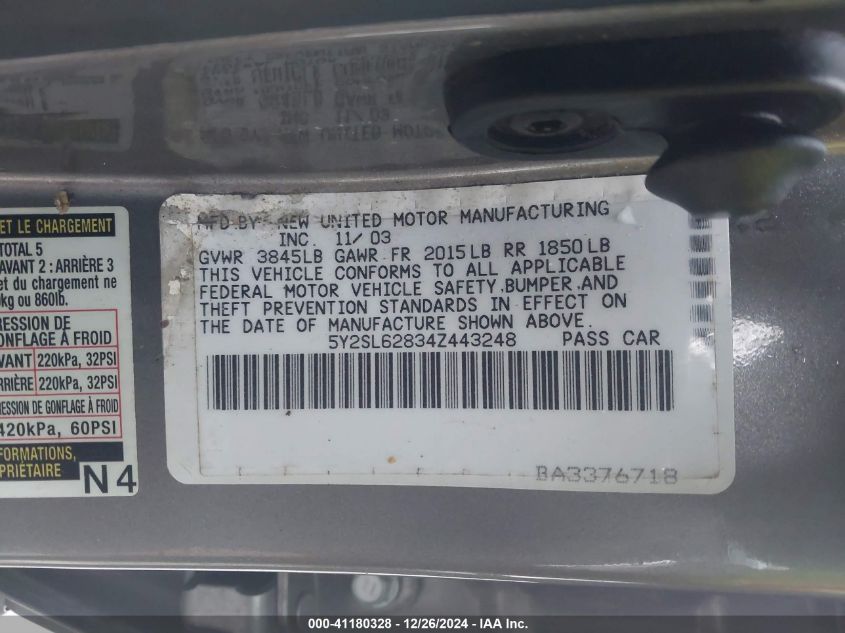 ET LE CHARGEMENT
TOTAL 5
AVANT 2 : ARRIÈRE 3
et du chargement ne
kg ou 860lb.
RESSION DE
GONFLAGE À FROID
VANT 220kPa, 32PSI
RRIÈRE 220kPa, 32PSI
RESSION DE GONFLAGE À FROID
420kPa, 60PSI
FORMATIONS,
PRIÉTAIRE
N4
MFD BY: NEW UNITED MOTOR MANUFACTURING
INC. 11/ 03
GVWR 3845LB GAWR FR 2015LB RR 1850LB
THIS VEHICLE CONFORMS TO ALL APPLICABLE
FEDERAL MOTOR VEHICLE SAFETY,BUMPER,AND
THEFT PREVENTION STANDARDS IN EFFECT ON
THE DATE OF MANUFACTURE SHOWN ABOVE.
5Y2SL62834Z443248 PASS CAR
BA3376718
000-41180328 – 12/26/2024 – IAA Inc.